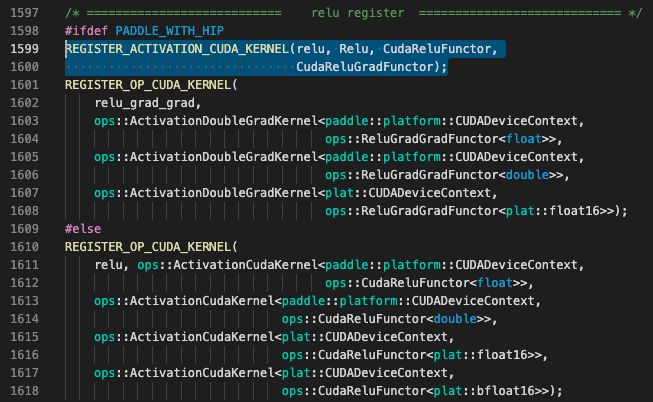 1597 /* ========================== relu register ============================ */
1598 #ifdef PADDLE_WITH_HIP
1599 REGISTER_ACTIVATION_CUDA_KERNEL(relu, Relu, CudaReluFunctor,
1600 CudaReluGradFunctor);
1601 REGISTER_OP_CUDA_KERNEL(
1602 relu_grad_grad,
1603 ops::ActivationDoubleGradKernel<paddle::platform::CUDADeviceContext,
1604 ops::ReluGradGradFunctor<float>>,
1605 ops::ActivationDoubleGradKernel<paddle::platform::CUDADeviceContext,
1606 ops::ReluGradGradFunctor<double>>,
1607 ops::ActivationDoubleGradKernel<plat::CUDADeviceContext,
1608 ops::ReluGradGradFunctor<plat::float16>>);
1609 #else
1610 REGISTER_OP_CUDA_KERNEL(
1611 relu, ops::ActivationCudaKernel<paddle::platform::CUDADeviceContext,
1612 ops::CudaReluFunctor<float>>,
1613 ops::ActivationCudaKernel<paddle::platform::CUDADeviceContext,
1614 ops::CudaReluFunctor<double>>,
1615 ops::ActivationCudaKernel<plat::CUDADeviceContext,
1616 ops::CudaReluFunctor<plat::float16>>,
1617 ops::ActivationCudaKernel<plat::CUDADeviceContext,
1618 ops::CudaReluFunctor<plat::bfloat16>>);